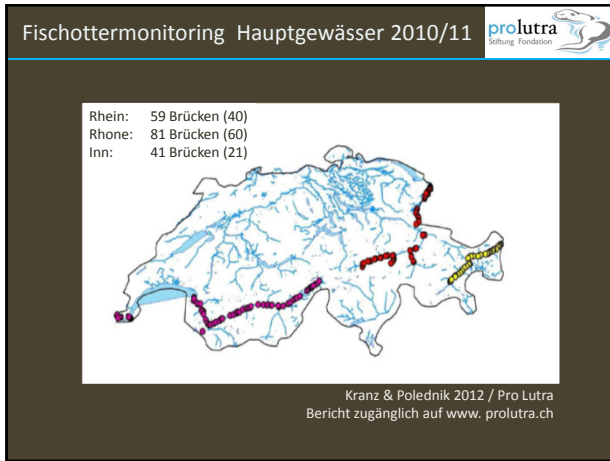 Fischottermonitoring Hauptgewässer 2010/11
prolutra
Stiftung Fondation
Rhein: 59 Brücken (40)
Rhone: 81 Brücken (60)
Inn: 41 Brücken (21)
Kranz & Polednik 2012 / Pro Lutra
Bericht zugänglich auf www. prolutra.ch